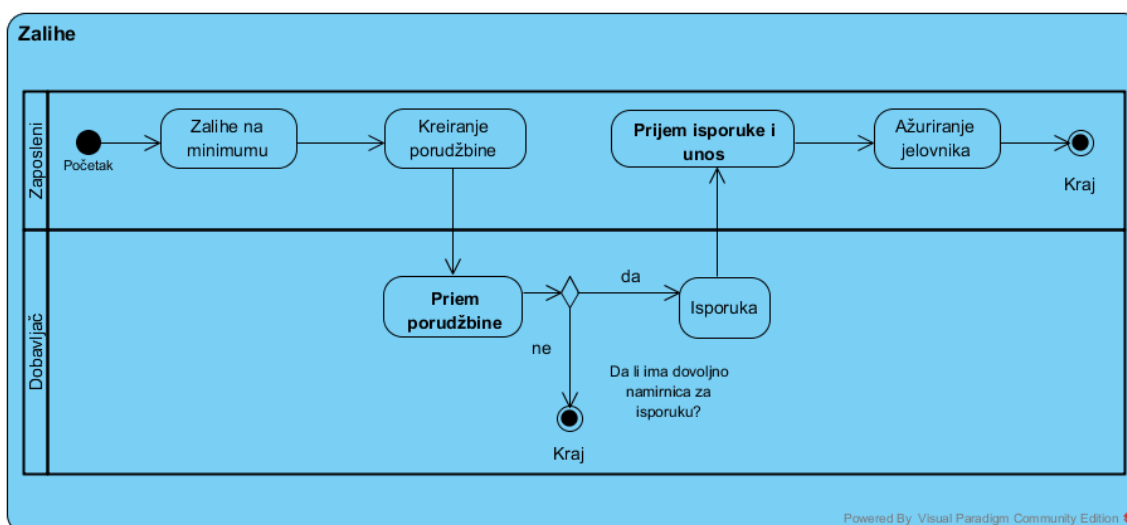 Zalihe
Zaposleni
Početak
Zalihe na
minimumu
Kreiranje
porudžbine
Prijem isporuke i
unos
Ažuriranje
jelovnika
Kraj
Dobavljač
Priem
porudžbine
da
ne
Isporuka
Da li ima dovoljno
namirnica za
isporuku?
Kraj
Powered By Visual Paradigm Community Edition